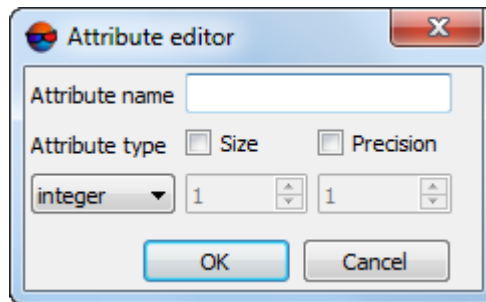 Attribute editor
Attribute name
Attribute type Size Precision
integer 1 1
OK Cancel